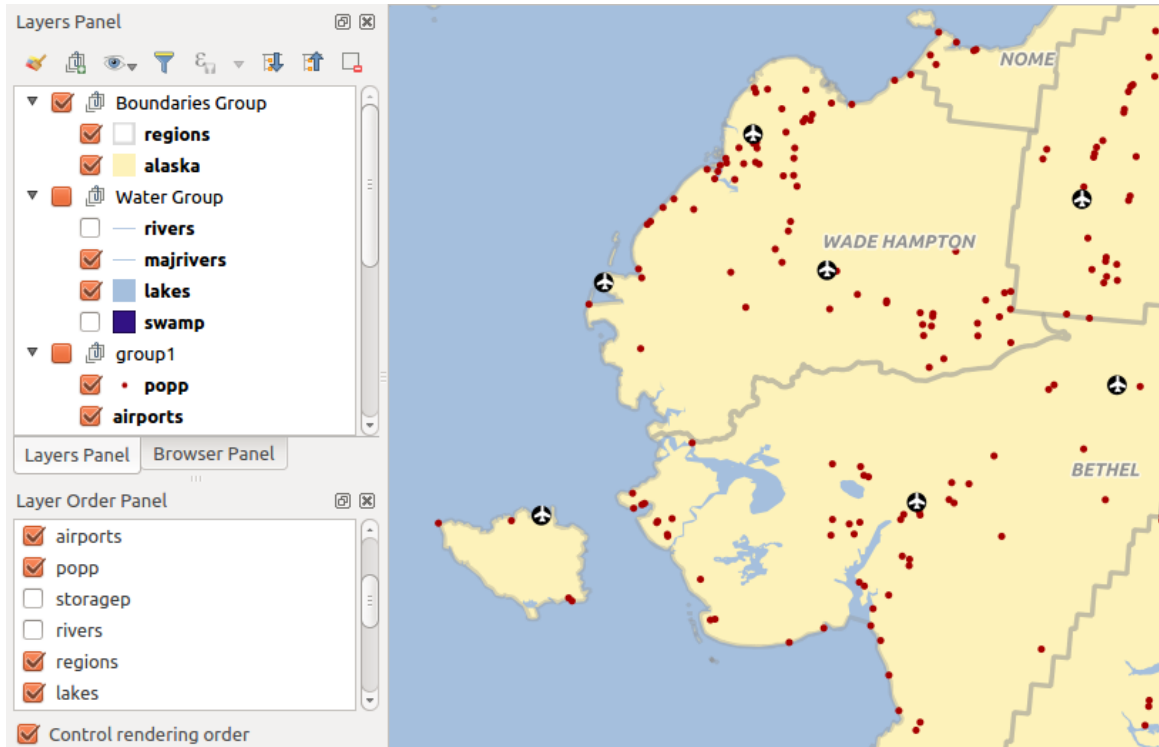 Layers Panel
Boundaries Group
regions
alaska
Water Group
rivers
majrivers
lakes
swamp
group1
popp
airports
Layers Panel
Browser Panel
Layer Order Panel
airports
popp
storagep
rivers
regions
lakes
Control rendering order
NOME
WADE HAMPTON
BETHEL